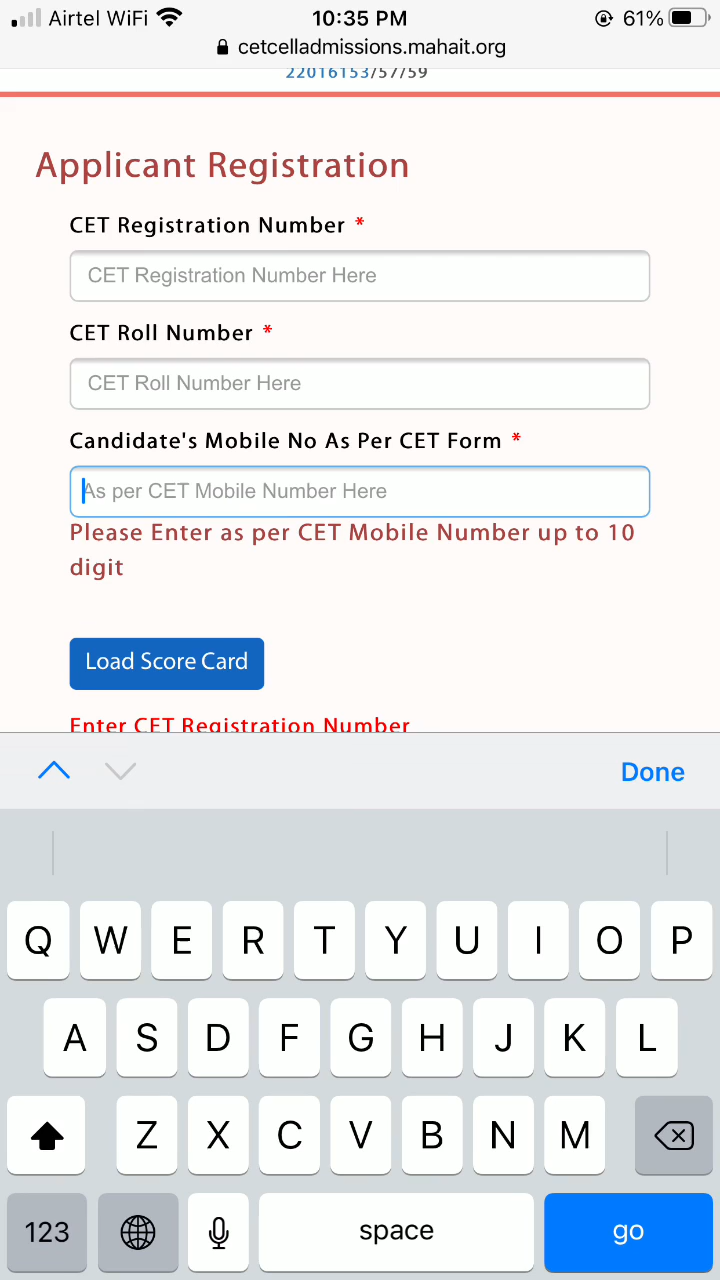 Airtel WiFi 10:35 PM 61%
cetcelladmissions.mahait.org
22016153/57/59
Applicant Registration
CET Registration Number *
CET Registration Number Here
CET Roll Number *
CET Roll Number Here
Candidate's Mobile No As Per CET Form *
As per CET Mobile Number Here
Please Enter as per CET Mobile Number up to 10
digit
Load Score Card
Enter CET Registration Number
Done
Q W E R T Y U I O P
A S D F G H J K L
Z X C V B N M
123 space go